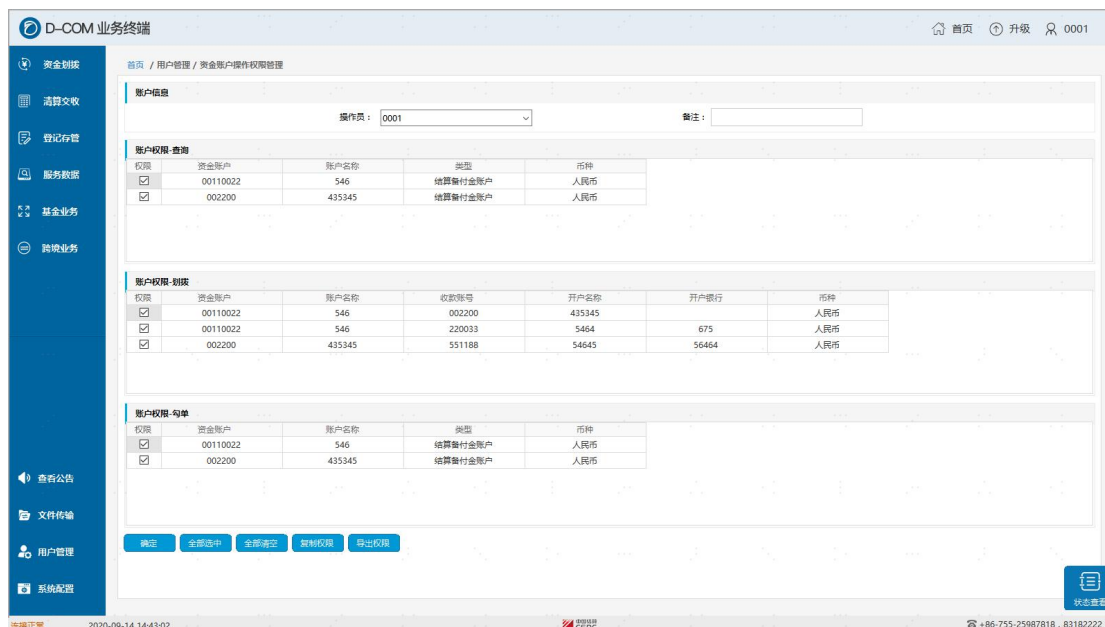 D-COM 业务终端 首页 升级 0001
资金划拨
清算交收
登记存管
服务数据
基金业务
跨境业务
查看公告
文件传输
用户管理
系统配置
首页 / 用户管理 / 资金账户操作权限管理
账户信息
操作员： 0001 备注：
账户权限-查询
权限 资金账户 账户名称 类型 币种
00110022 546 结算备付金账户 人民币
002200 435345 结算备付金账户 人民币
账户权限-划拨
权限 资金账户 账户名称 收款账号 开户名称 开户银行 币种
00110022 546 002200 435345 人民币
00110022 546 220033 5464 675 人民币
002200 435345 551188 54645 56464 人民币
账户权限-勾单
权限 资金账户 账户名称 类型 币种
00110022 546 结算备付金账户 人民币
002200 435345 结算备付金账户 人民币
确定 全部选中 全部清空 复制权限 导出权限
状态查看
连接正常 2020-09-14 14:43:02 中国结算 +86-755-25987818，83182222